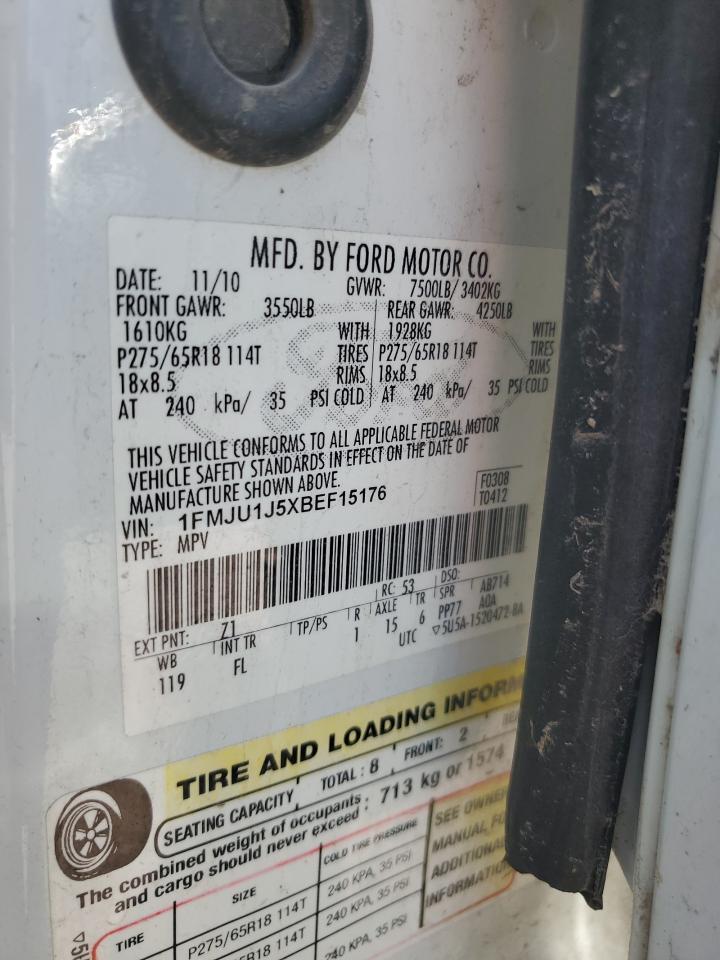 MFD. BY FORD MOTOR CO.
DATE: 11/10 GVWR: 7500LB/3402KG
FRONT GAWR: 3550LB REAR GAWR: 4250LB
1610KG WITH 1928KG WITH
P275/65R18 114T TIRES P275/65R18 114T TIRES
18x8.5 RIMS 18x8.5 RIMS
AT 240 kPa/ 35 PSI COLD AT 240 kPa/ 35 PSI COLD
THIS VEHICLE CONFORMS TO ALL APPLICABLE FEDERAL MOTOR
VEHICLE SAFETY STANDARDS IN EFFECT ON THE DATE OF
MANUFACTURE SHOWN ABOVE.
F0308
T0412
VIN: 1FMJU1J5XBEF15176
TYPE: MPV
RC: 53 DSO:
EXT PNT: Z1 TP/PS R AXLE TR SPR AB714
WB INT TR 1 15 6 PP77 AOA
119 FL UTC ▽5U5A-1520472-BA
TIRE AND LOADING INFORM
SEATING CAPACITY TOTAL: 8 FRONT: 2
The combined weight of occupants
and cargo should never exceed : 713 kg or 1574
TIRE SIZE COLD TIRE PRESSURE
P275/65R18 114T 240 KPA, 35 PSI
5R18 114T 240 KPA, 35 PSI
240 KPA, 35 PSI
SEE OWNER
MANUAL FO
ADDITIONA
INFORMATION